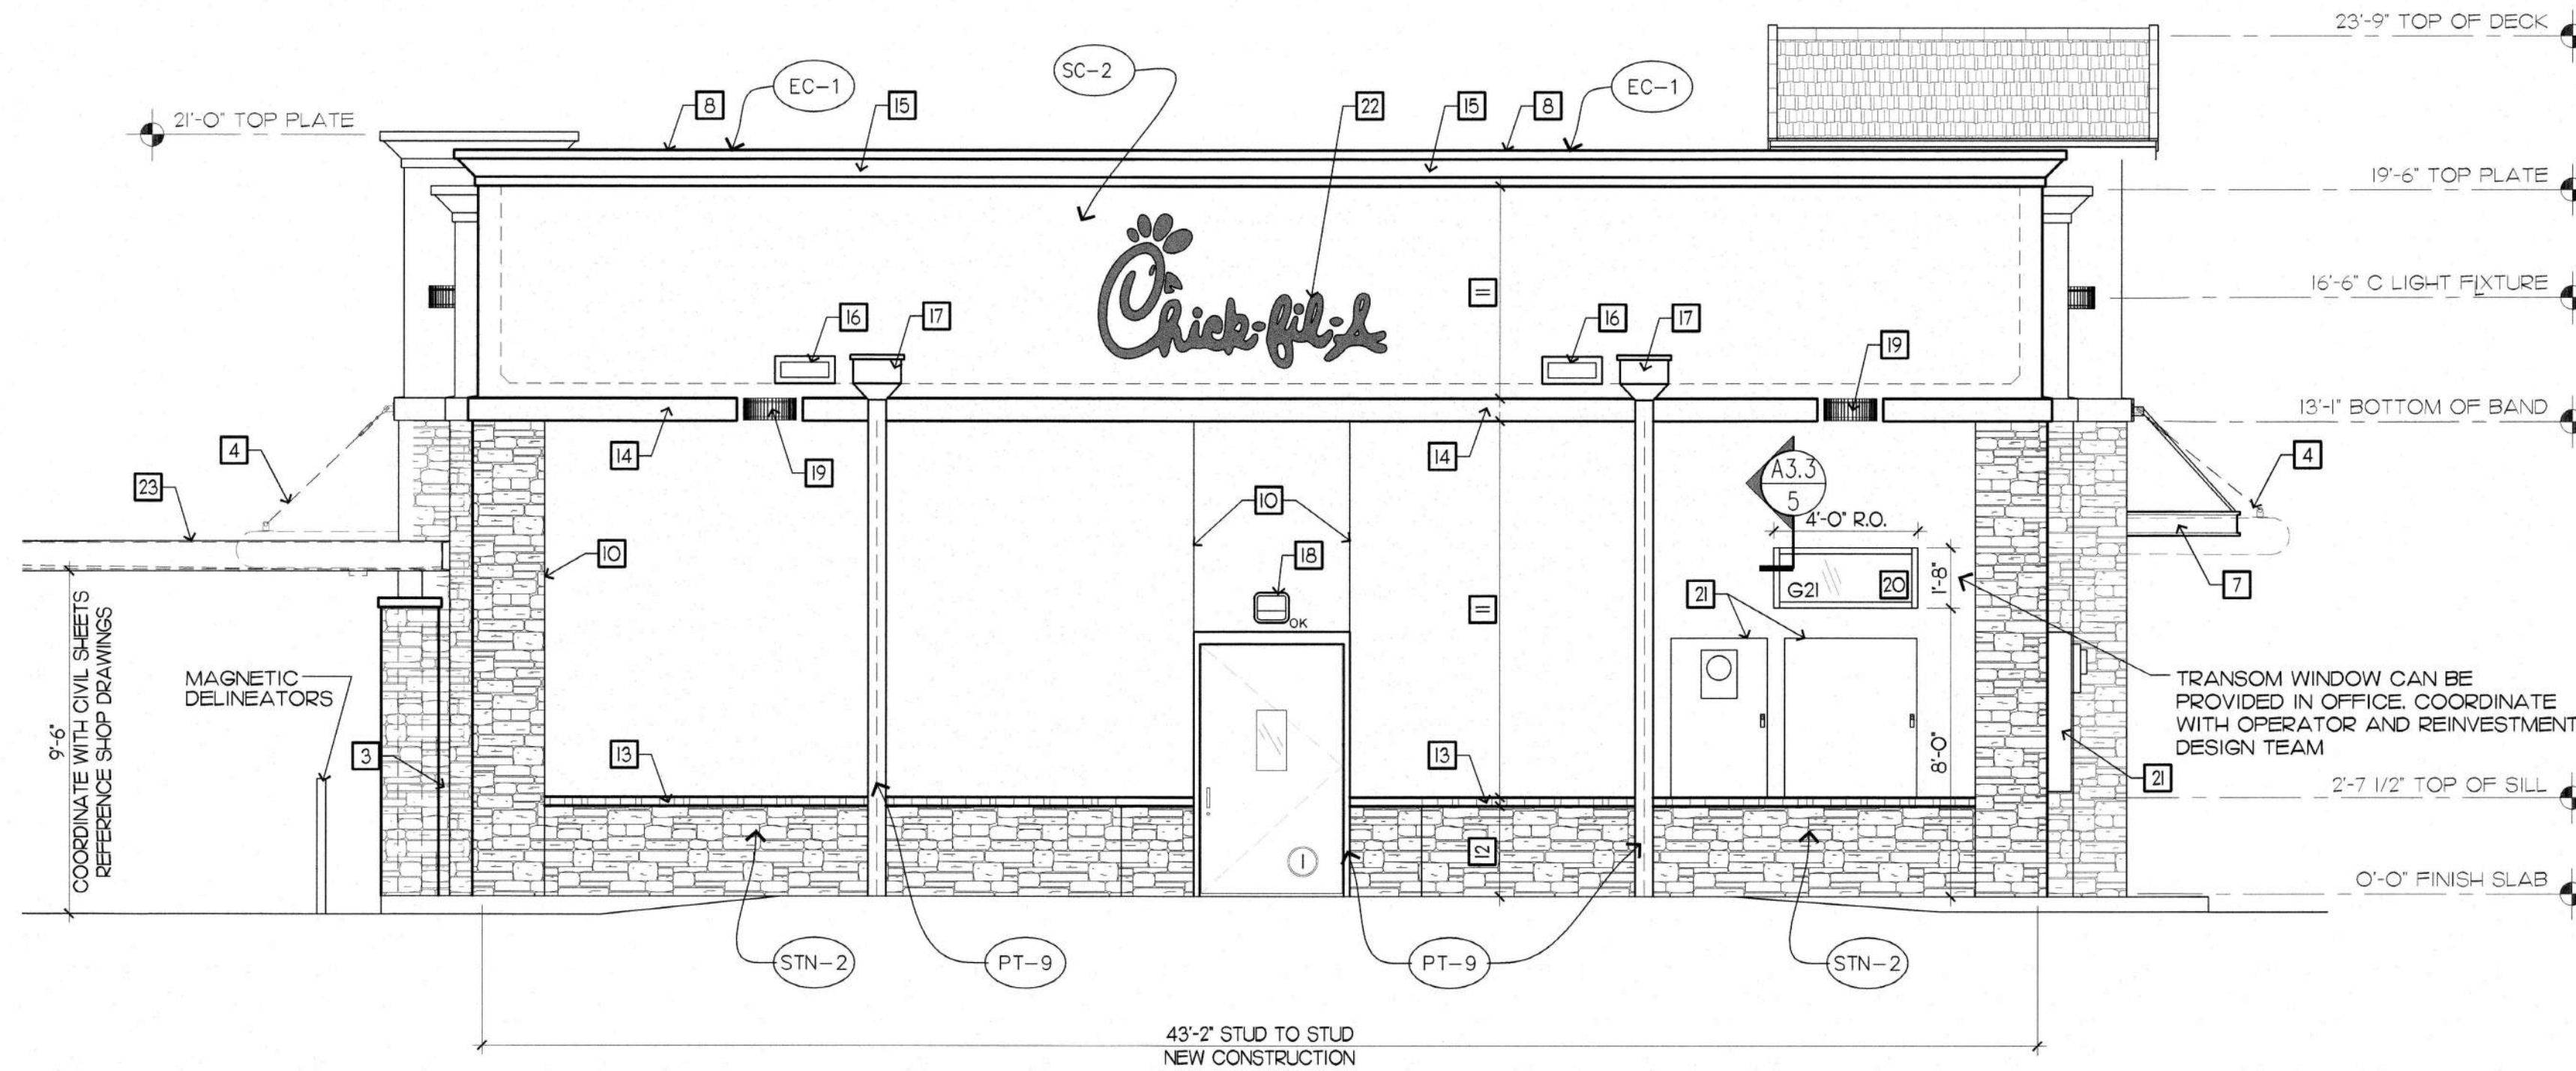 23'-9" TOP OF DECK
SC-2
EC-1
EC-1
8
15
22
15
8
21'-0" TOP PLATE
19'-6" TOP PLATE
Chick-fil-A
16'-6" C LIGHT FIXTURE
11
16
17
16
17
19
13'-1" BOTTOM OF BAND
4
14
19
14
A3.3
5
4
23
10
4'-0" R.O.
10
18
OK
G21
20
1'-8"
7
21
11
9'-6"
COORDINATE WITH CIVIL SHEETS
REFERENCE SHOP DRAWINGS
MAGNETIC
DELINEATORS
TRANSOM WINDOW CAN BE
PROVIDED IN OFFICE. COORDINATE
WITH OPERATOR AND REINVESTMENT
DESIGN TEAM
3
13
13
8'-0"
21
2'-7 1/2" TOP OF SILL
12
1
0'-0" FINISH SLAB
STN-2
PT-9
PT-9
STN-2
43'-2" STUD TO STUD
NEW CONSTRUCTION